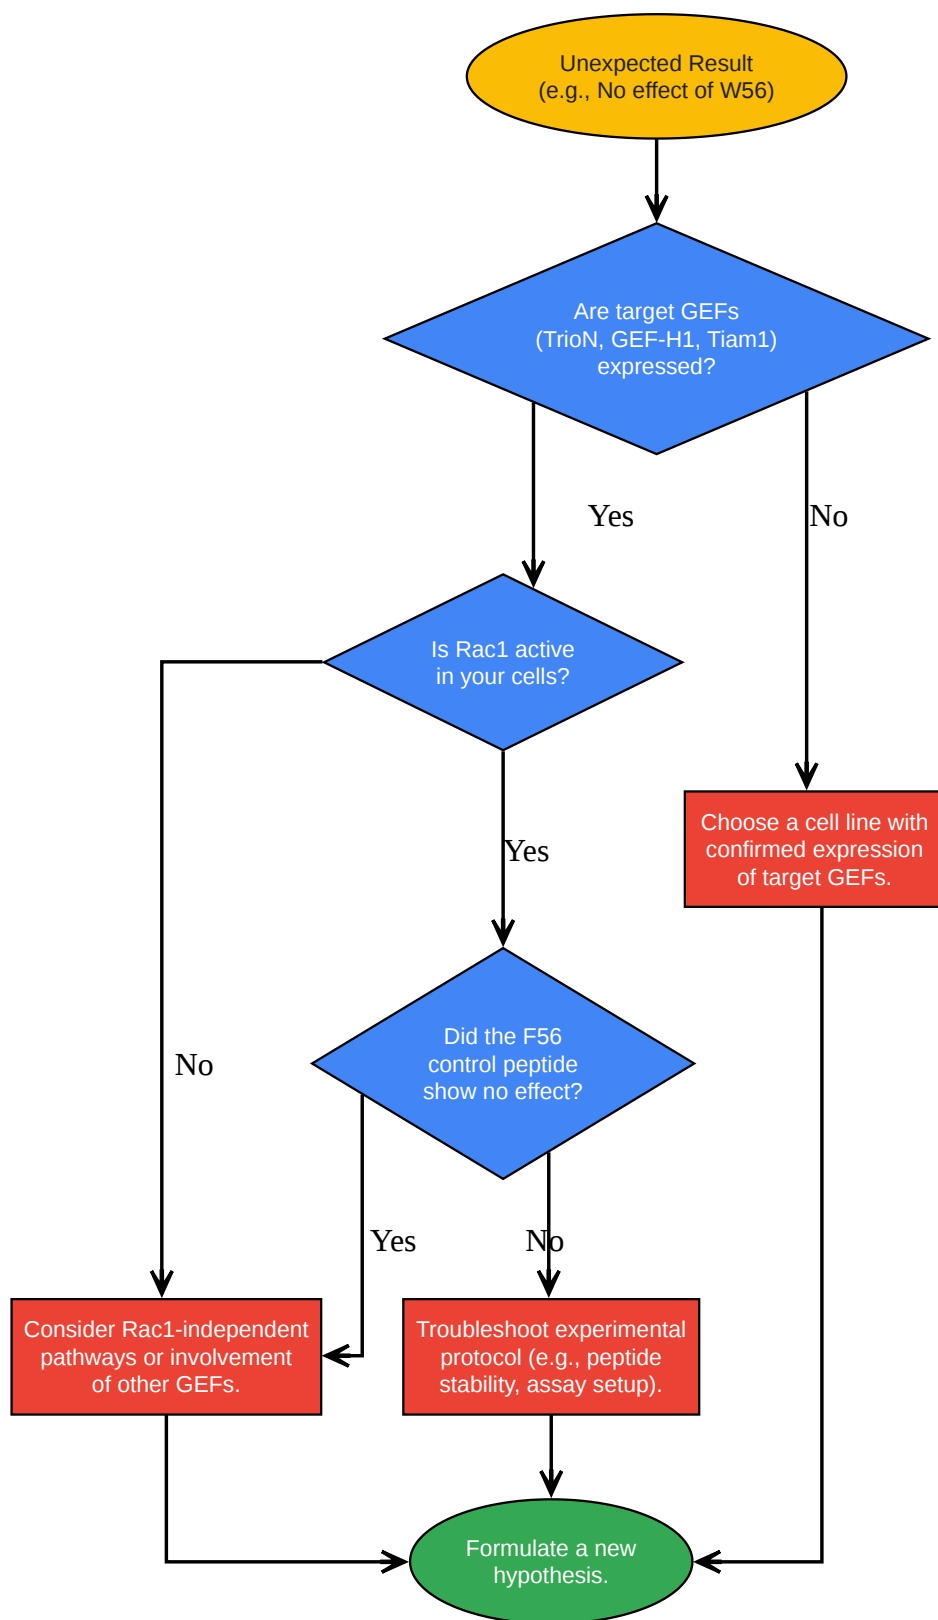 Unexpected Result
(e.g., No effect of W56)
Are target GEFs
(TrioN, GEF-H1, Tiam1)
expressed?
Yes
No
Is Rac1 active
in your cells?
Yes
Choose a cell line with
confirmed expression
of target GEFs.
No
Did the F56
control peptide
show no effect?
Yes
No
Consider Rac1-independent
pathways or involvement
of other GEFs.
Troubleshoot experimental
protocol (e.g., peptide
stability, assay setup).
Formulate a new
hypothesis.